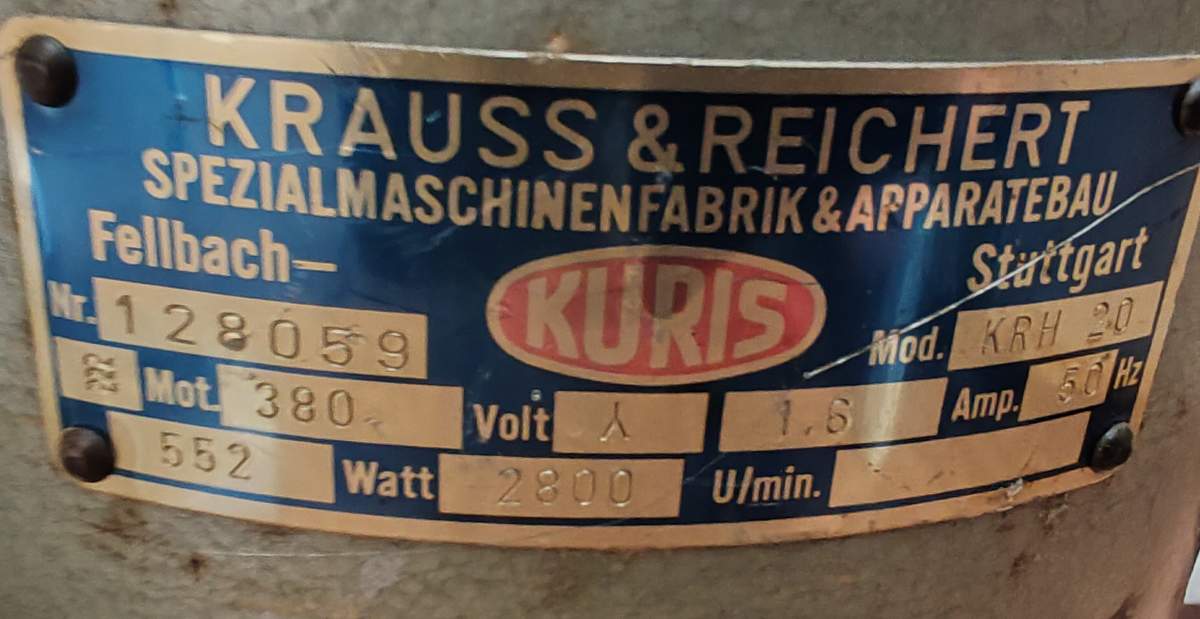 KRAUSS & REICHERT
SPEZIALMASCHINENFABRIK & APPARATEBAU
Fellbach– Stuttgart
KURIS
Nr. 128059 Mod. KRH 20
Mot. 380 Volt 1.6 Amp. 50 Hz
552 Watt 2800 U/min.